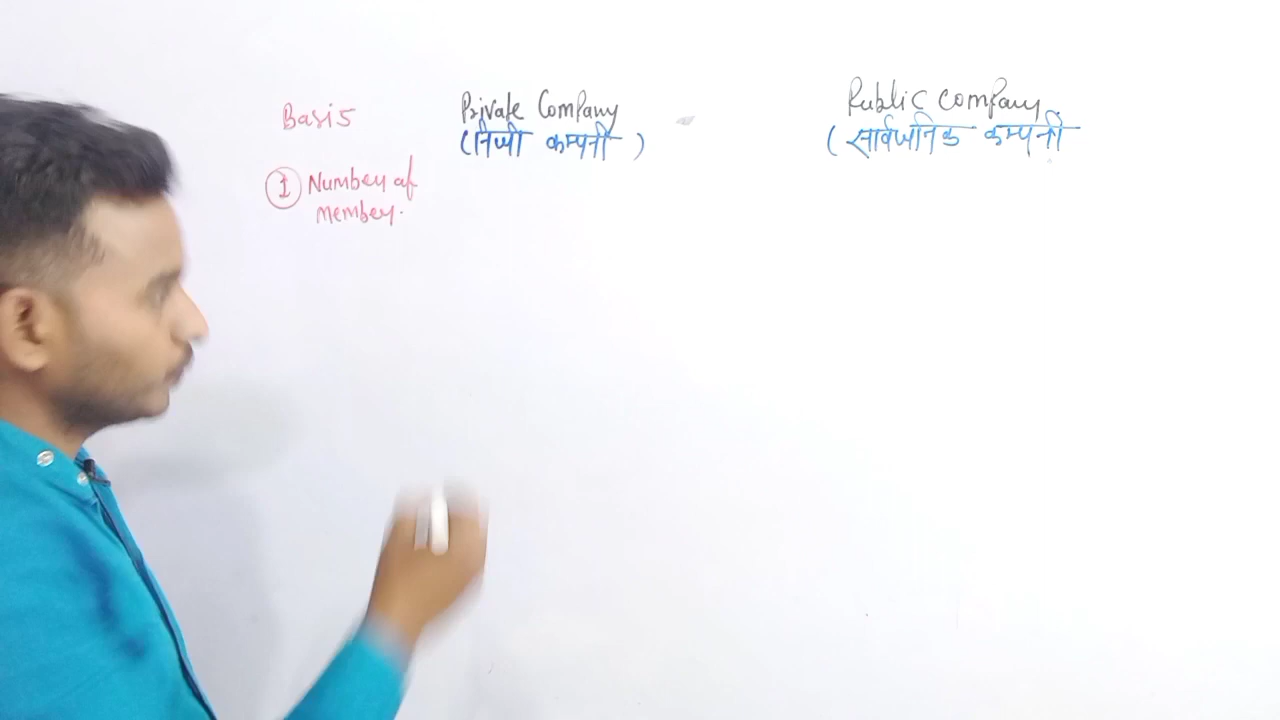 Basis Private Company Public Company
(निजी कम्पनी) (सार्वजनिक कम्पनी
1 Number of
member.